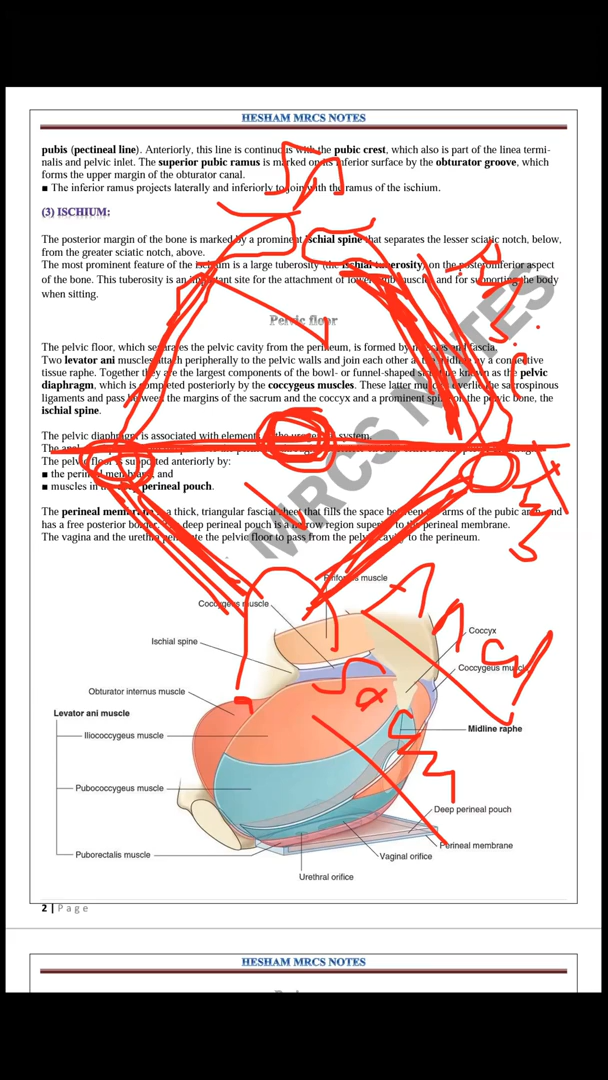 HESHAM MRCS NOTES
pubis (pectineal line). Anteriorly, this line is continuous with the pubic crest, which also is part of the linea termi-
nalis and pelvic inlet. The superior pubic ramus is marked on its inferior surface by the obturator groove, which
forms the upper margin of the obturator canal.
■ The inferior ramus projects laterally and inferiorly to join with the ramus of the ischium.
(3) ISCHIUM:
The posterior margin of the bone is marked by a prominent ischial spine that separates the lesser sciatic notch, below,
from the greater sciatic notch, above.
The most prominent feature of the ischium is a large tuberosity (the ischial tuberosity) on the posteroinferior aspect
of the bone. This tuberosity is an important site for the attachment of lower limb muscles and for supporting the body
when sitting.
Pelvic floor
The pelvic floor, which separates the pelvic cavity from the perineum, is formed by muscles and fascia.
Two levator ani muscles attach peripherally to the pelvic walls and join each other at the midline by a connective
tissue raphe. Together they are the largest components of the bowl- or funnel-shaped structure known as the pelvic
diaphragm, which is completed posteriorly by the coccygeus muscles. These latter muscles overlie the sacrospinous
ligaments and pass between the margins of the sacrum and the coccyx and a prominent spine on the pelvic bone, the
ischial spine.
The pelvic diaphragm is associated with elements of the urogenital system.
The
The pelvic floor is supported anteriorly by:
■ the perineal membrane and
■ muscles in the deep perineal pouch.
The perineal membrane is a thick, triangular fascial sheet that fills the space between the arms of the pubic arch, and
has a free posterior border. The deep perineal pouch is a narrow region superior to the perineal membrane.
The vagina and the urethra penetrate the pelvic floor to pass from the pelvic cavity to the perineum.
MRCS NOTES
Piriformis muscle
Coccygeus muscle
Coccyx
Ischial spine
Coccygeus muscle
Obturator internus muscle
Levator ani muscle
Midline raphe
Iliococcygeus muscle
Pubococcygeus muscle
Deep perineal pouch
Perineal membrane
Puborectalis muscle
Vaginal orifice
Urethral orifice
2 | Page
HESHAM MRCS NOTES